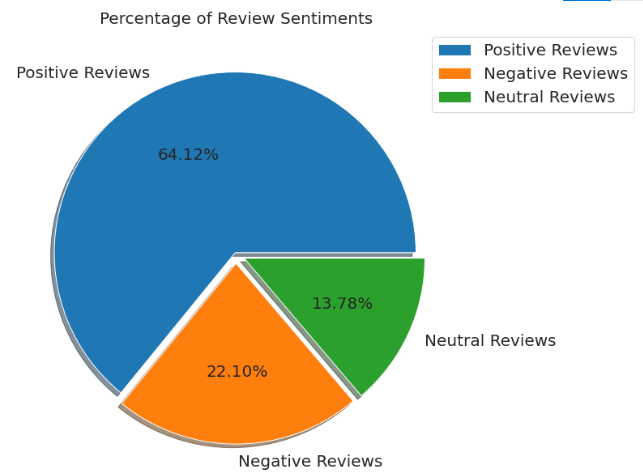 Percentage of Review Sentiments
Positive Reviews
Negative Reviews
Neutral Reviews
Positive Reviews
64.12%
13.78%
Neutral Reviews
22.10%
Negative Reviews